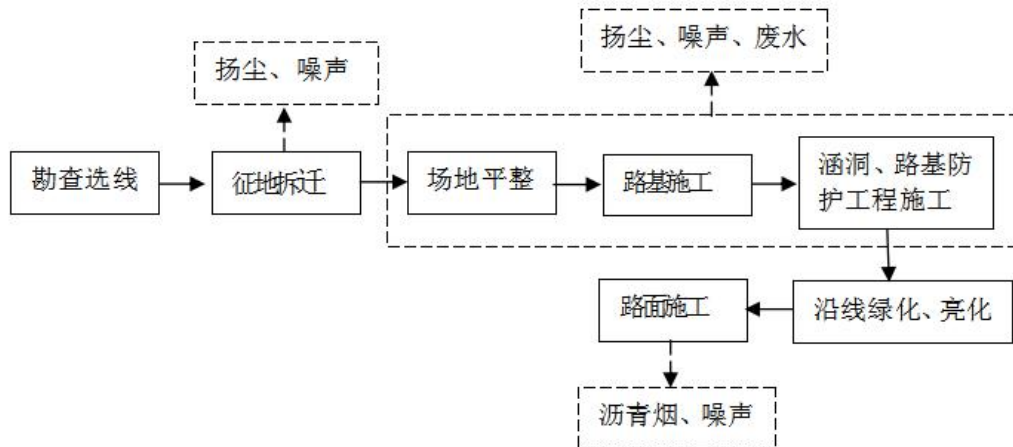 扬尘、噪声、废水
扬尘、噪声
勘查选线
征地拆迁
场地平整
路基施工
涵洞、路基防
护工程施工
路面施工
沿线绿化、亮化
沥青烟、噪声